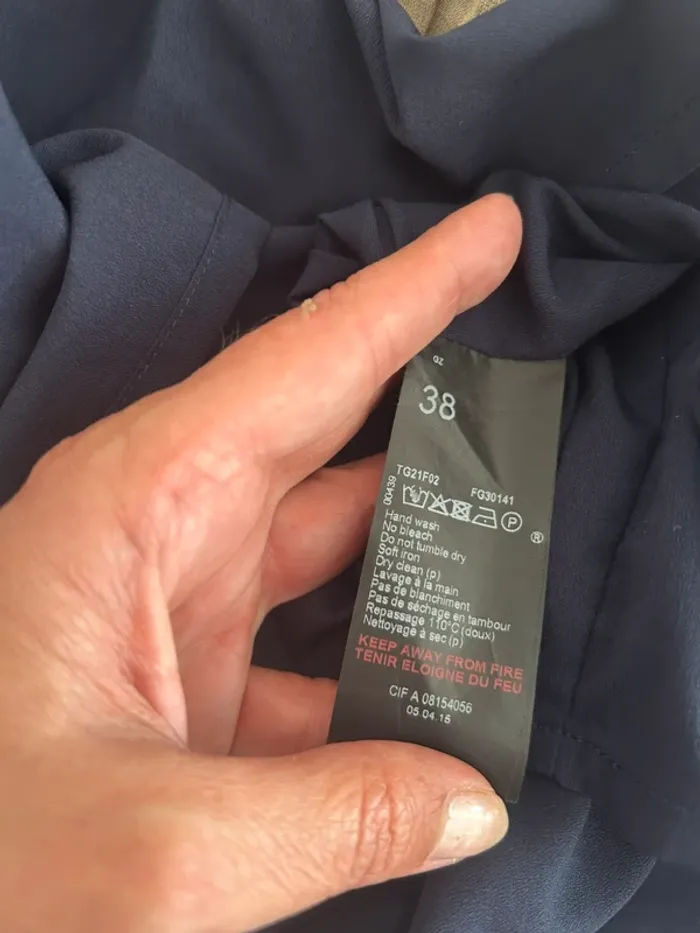 GZ
38
TG21F02 FG30141
00439
P
®
Hand wash
No bleach
Do not tumble dry
Soft iron
Dry clean (p)
Lavage à la main
Pas de blanchiment
Pas de séchage en tambour
Repassage 110°C (doux)
Nettoyage à sec (p)
KEEP AWAY FROM FIRE
TENIR ELOIGNE DU FEU
CIF A 08154056
05.04.15